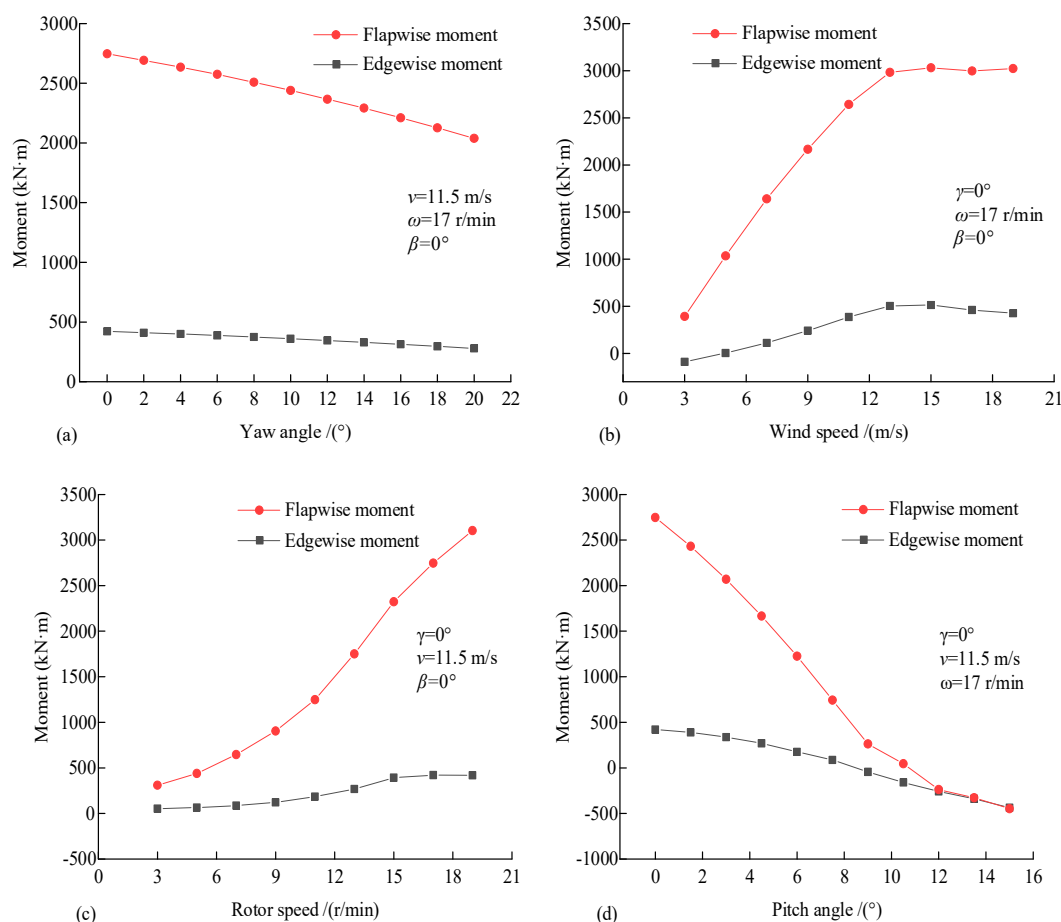 3000
2500
2000
1500
1000
500
0
Moment (kN·m)
Flapwise moment
Edgewise moment
v=11.5 m/s
ω=17 r/min
β=0°
0 2 4 6 8 10 12 14 16 18 20 22
(a) Yaw angle /(°)
3500
3000
2500
2000
1500
1000
500
0
Moment (kN·m)
Flapwise moment
Edgewise moment
γ=0°
ω=17 r/min
β=0°
0 3 6 9 12 15 18 21
(b) Wind speed /(m/s)
3500
3000
2500
2000
1500
1000
500
0
-500
Moment (kN·m)
Flapwise moment
Edgewise moment
γ=0°
v=11.5 m/s
β=0°
0 3 6 9 12 15 18 21
(c) Rotor speed /(r/min)
3000
2500
2000
1500
1000
500
0
-500
-1000
Moment (kN·m)
Flapwise moment
Edgewise moment
γ=0°
v=11.5 m/s
ω=17 r/min
0 2 4 6 8 10 12 14 16
(d) Pitch angle /(°)